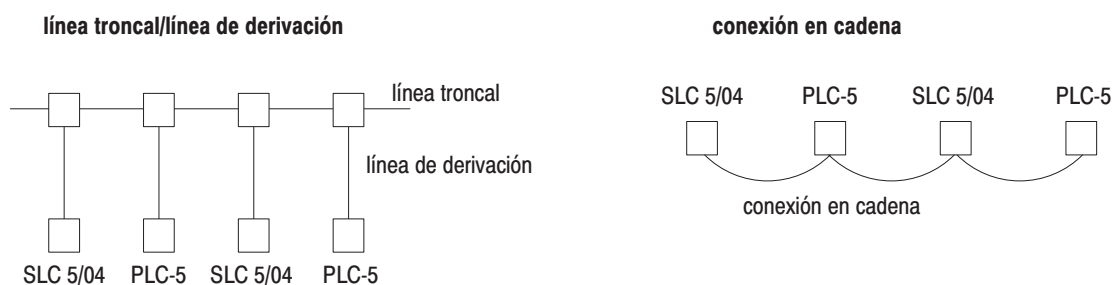 línea troncal/línea de derivación
línea troncal
línea de derivación
SLC 5/04 PLC-5 SLC 5/04 PLC-5
conexión en cadena
SLC 5/04 PLC-5 SLC 5/04 PLC-5
conexión en cadena